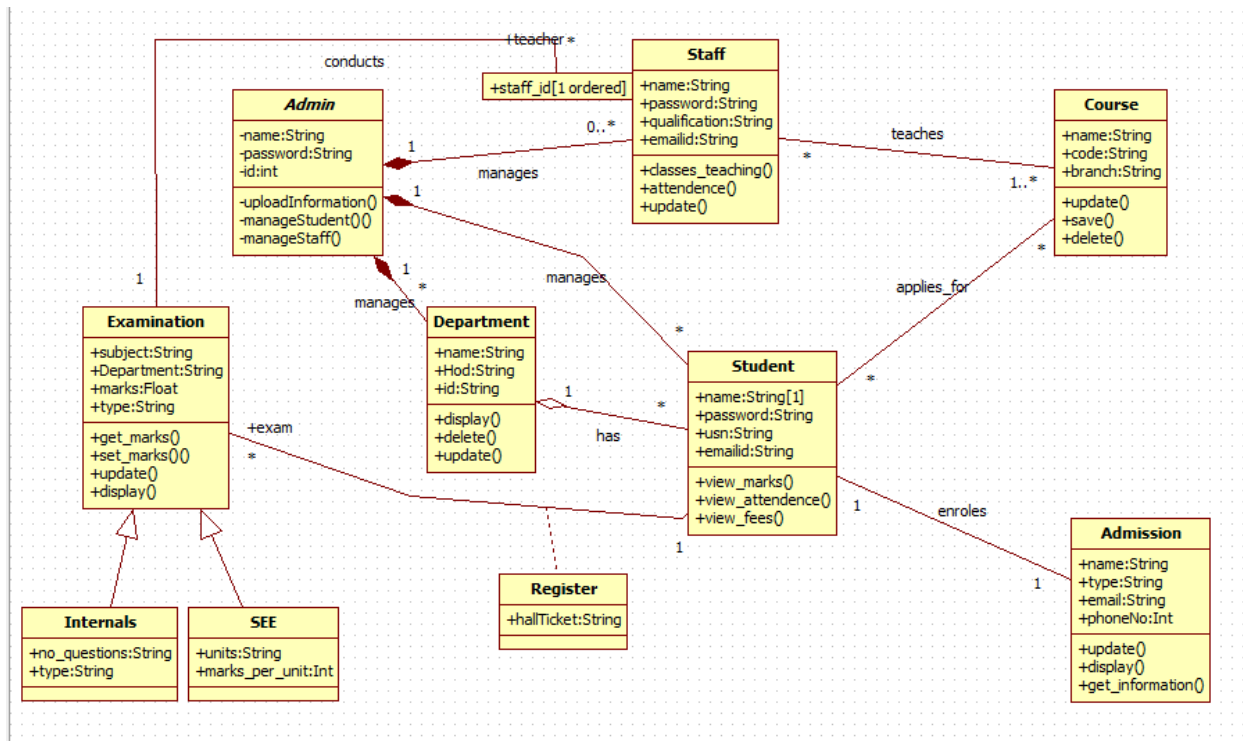 +teacher *
conducts
+staff_id[1 ordered]
Staff
+name:String
+password:String
+qualification:String
+emailid:String
+classes_teaching()
+attendence()
+update()
Admin
-name:String
-password:String
-id:int
-uploadInformation()
-manageStudent()()
-manageStaff()
1
0..*
manages
1
manages
*
1
*
manages
teaches
*
1..*
Course
+name:String
+code:String
+branch:String
+update()
+save()
+delete()
*
applies_for
*
1
Examination
+subject:String
+Department:String
+marks:Float
+type:String
+get_marks()
+set_marks()()
+update()
+display()
Department
+name:String
+Hod:String
+id:String
+display()
+delete()
+update()
1
*
has
Student
+name:String[1]
+password:String
+usn:String
+emailid:String
+view_marks()
+view_attendence()
+view_fees()
+exam
*
1
1
enroles
1
Register
+hallTicket:String
Internals
+no_questions:String
+type:String
SEE
+units:String
+marks_per_unit:Int
Admission
+name:String
+type:String
+email:String
+phoneNo:Int
+update()
+display()
+get_information()